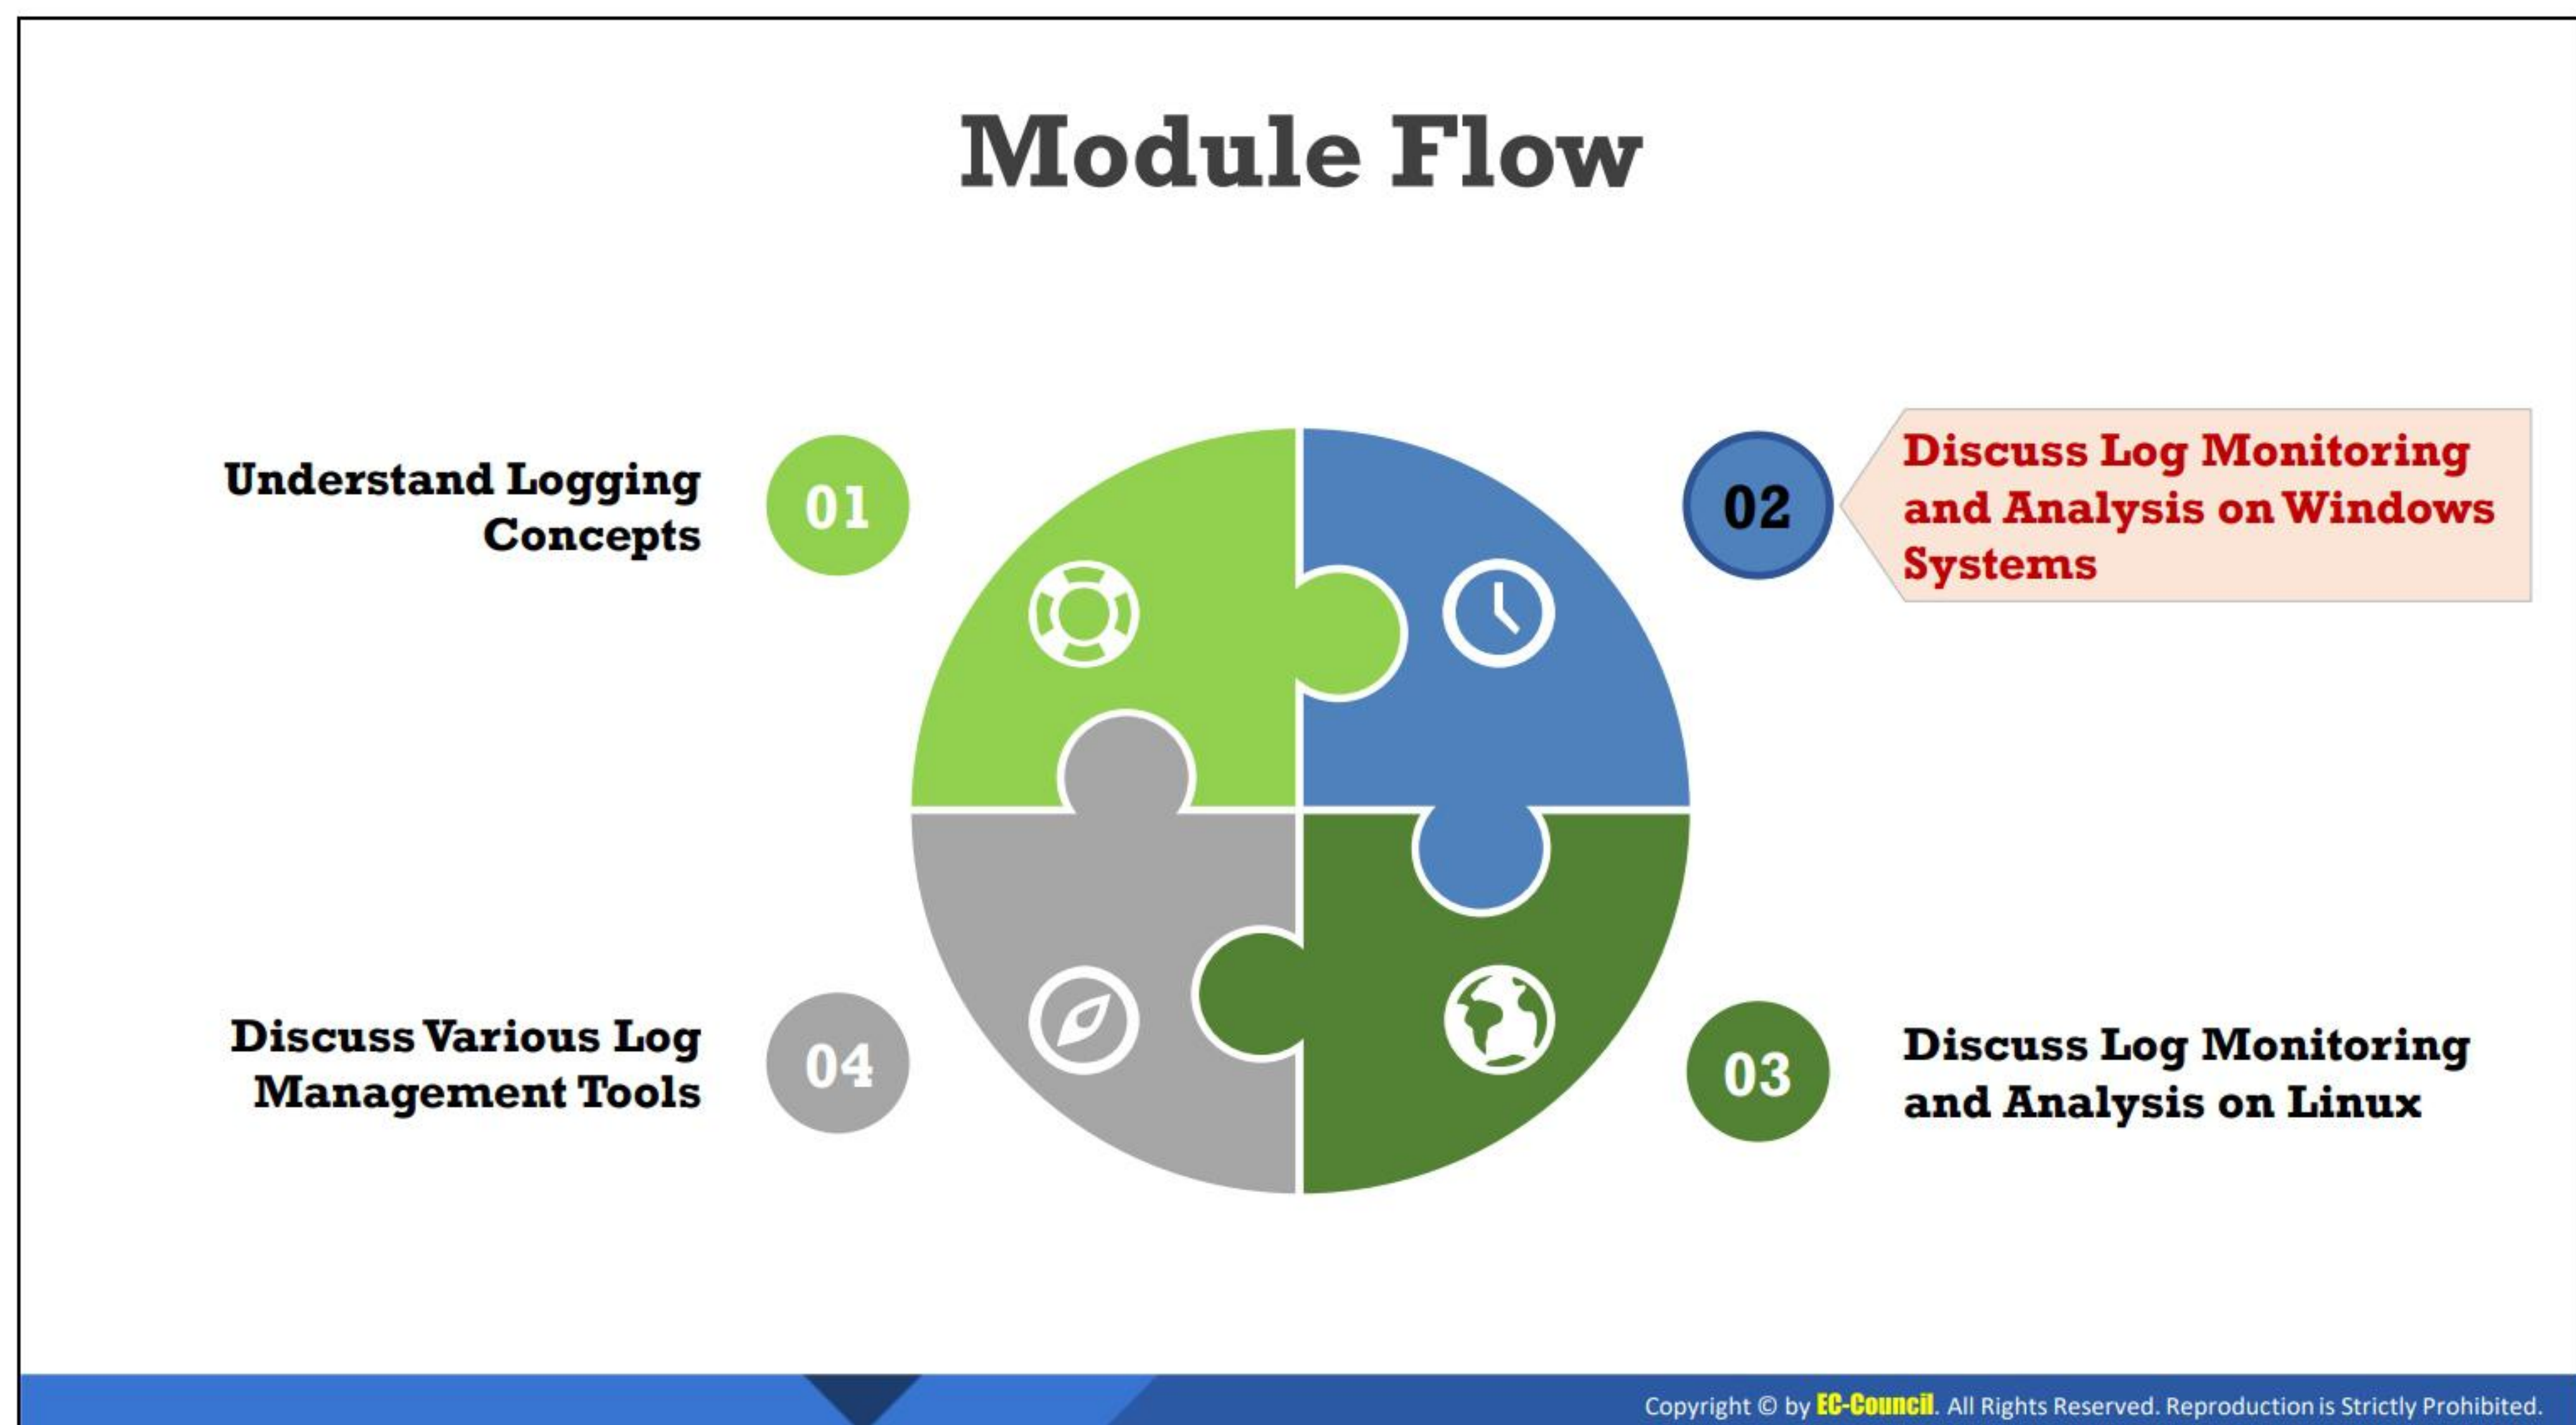 Module Flow
Understand Logging
Concepts
01
02
Discuss Log Monitoring
and Analysis on Windows
Systems
Discuss Various Log
Management Tools
04
03
Discuss Log Monitoring
and Analysis on Linux
Copyright © by EC-Council. All Rights Reserved. Reproduction is Strictly Prohibited.